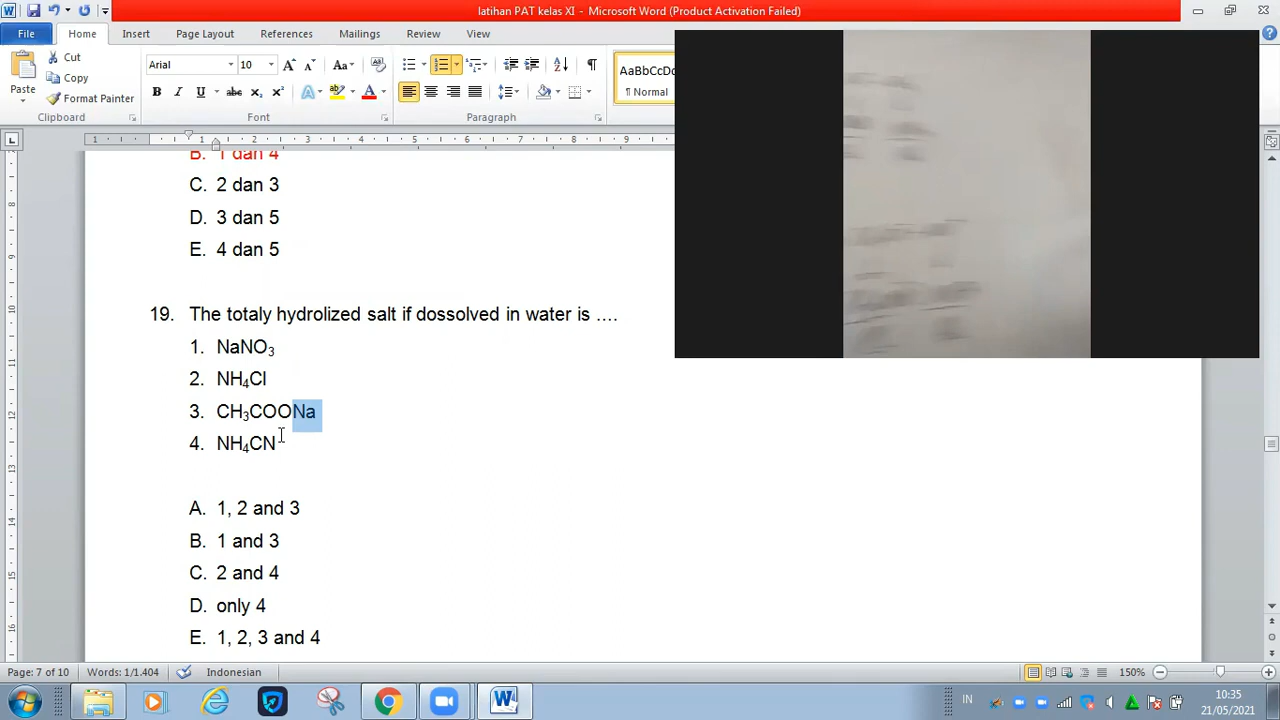 latihan PAT kelas XI - Microsoft Word (Product Activation Failed)
File Home Insert Page Layout References Mailings Review View
Paste
Cut
Copy
Format Painter
Clipboard
Arial 10
Font
Paragraph
AaBbCcDc
¶ Normal
B. 1 dan 4
C. 2 dan 3
D. 3 dan 5
E. 4 dan 5
19. The totaly hydrolized salt if dossolved in water is ....
1. NaNO₃
2. NH₄Cl
3. CH₃COONa
4. NH₄CN
A. 1, 2 and 3
B. 1 and 3
C. 2 and 4
D. only 4
E. 1, 2, 3 and 4
Page: 7 of 10 Words: 1/1.404 Indonesian 150%
IN 10:35
21/05/2021